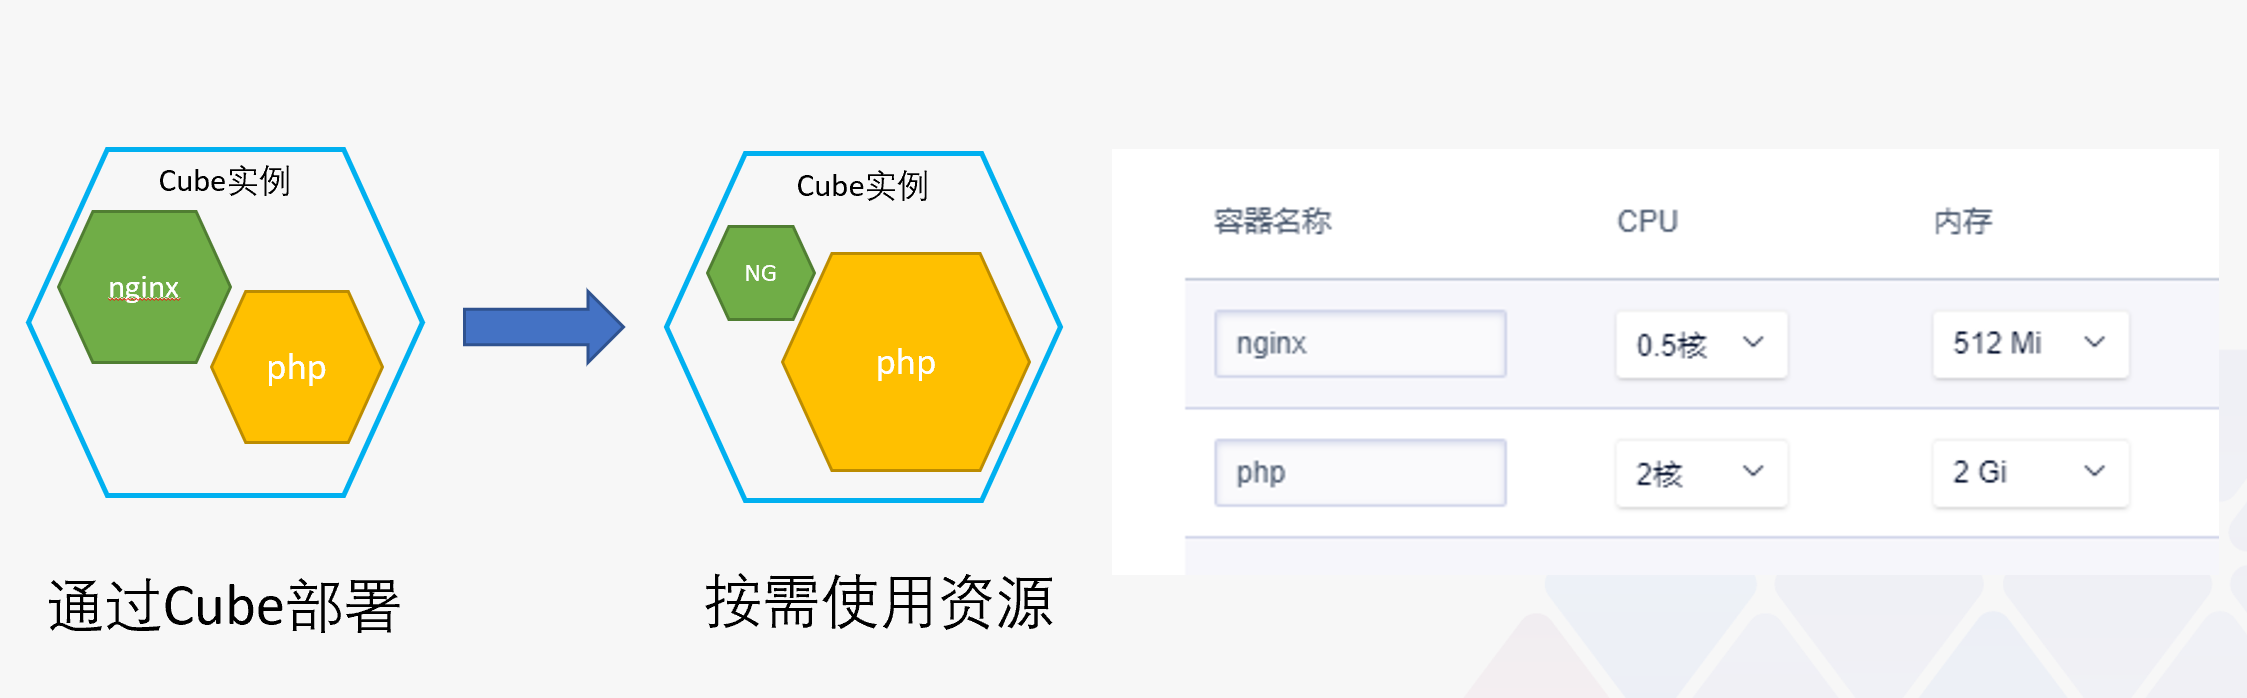 Cube实例
nginx
php
通过Cube部署
Cube实例
NG
php
按需使用资源
容器名称 CPU 内存
nginx 0.5核 512 Mi
php 2核 2 Gi